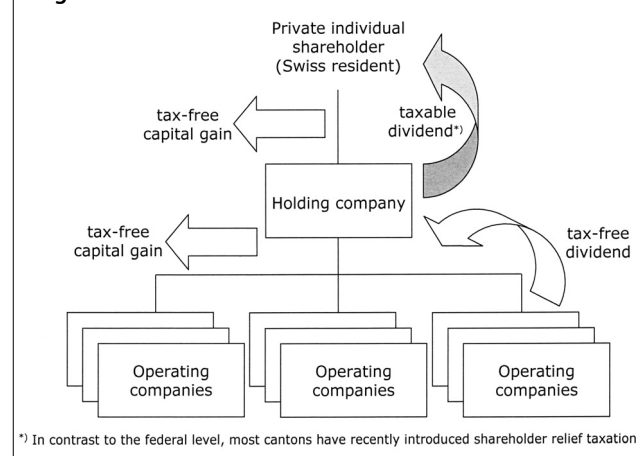 Private individual
shareholder
(Swiss resident)
tax-free
capital gain
taxable
dividend*)
Holding company
tax-free
capital gain
tax-free
dividend
Operating
companies
Operating
companies
Operating
companies
*) In contrast to the federal level, most cantons have recently introduced shareholder relief taxation